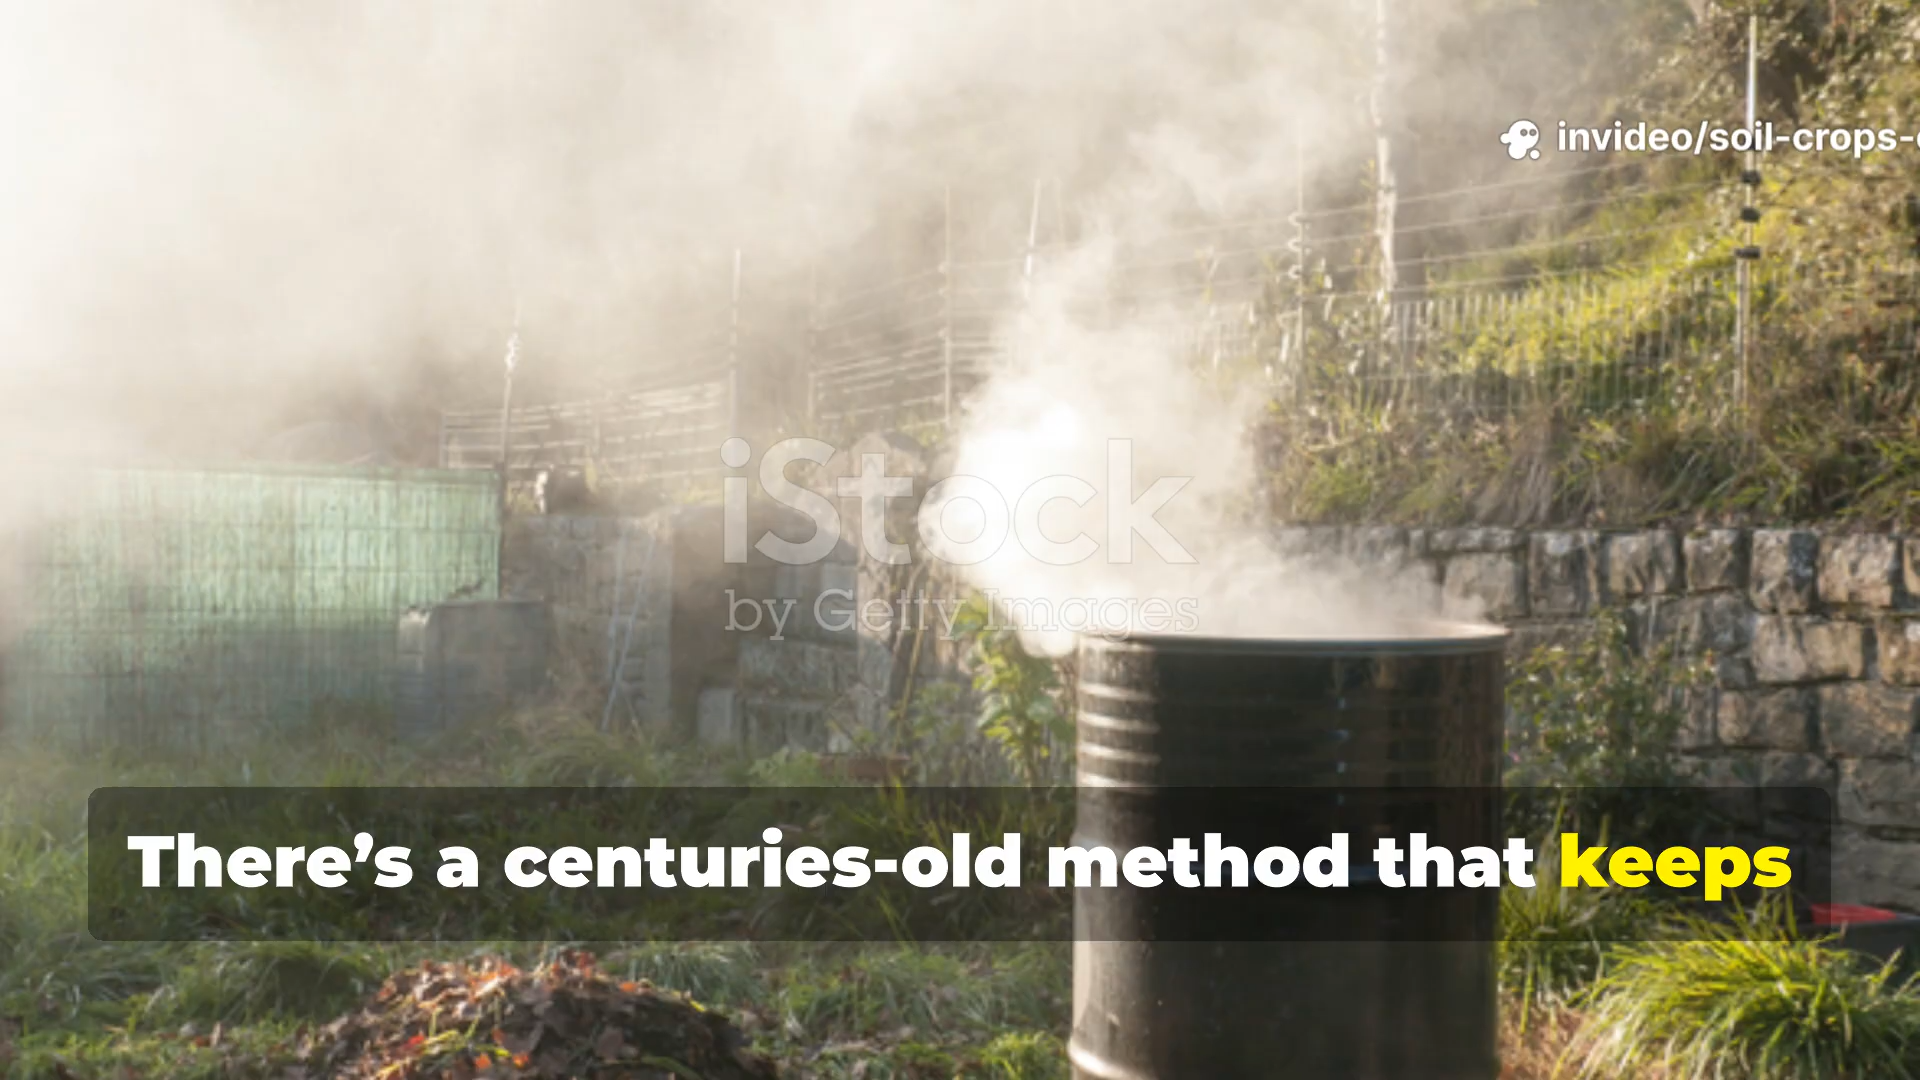 invideo/soil-crops-
iStock
by Getty Images
There's a centuries-old method that keeps